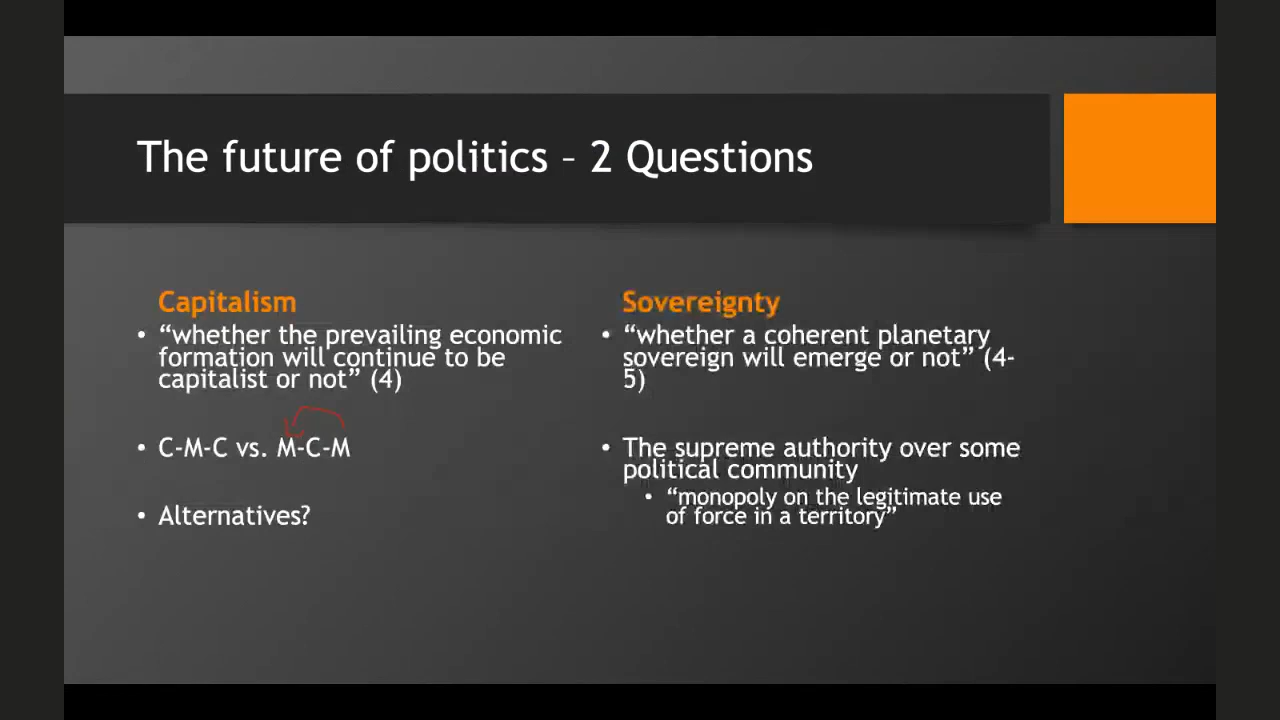 The future of politics – 2 Questions
Capitalism
• “whether the prevailing economic
formation will continue to be
capitalist or not” (4)
• C-M-C vs. M-C-M
• Alternatives?
Sovereignty
• “whether a coherent planetary
sovereign will emerge or not” (4-
5)
• The supreme authority over some
political community
• “monopoly on the legitimate use
of force in a territory”